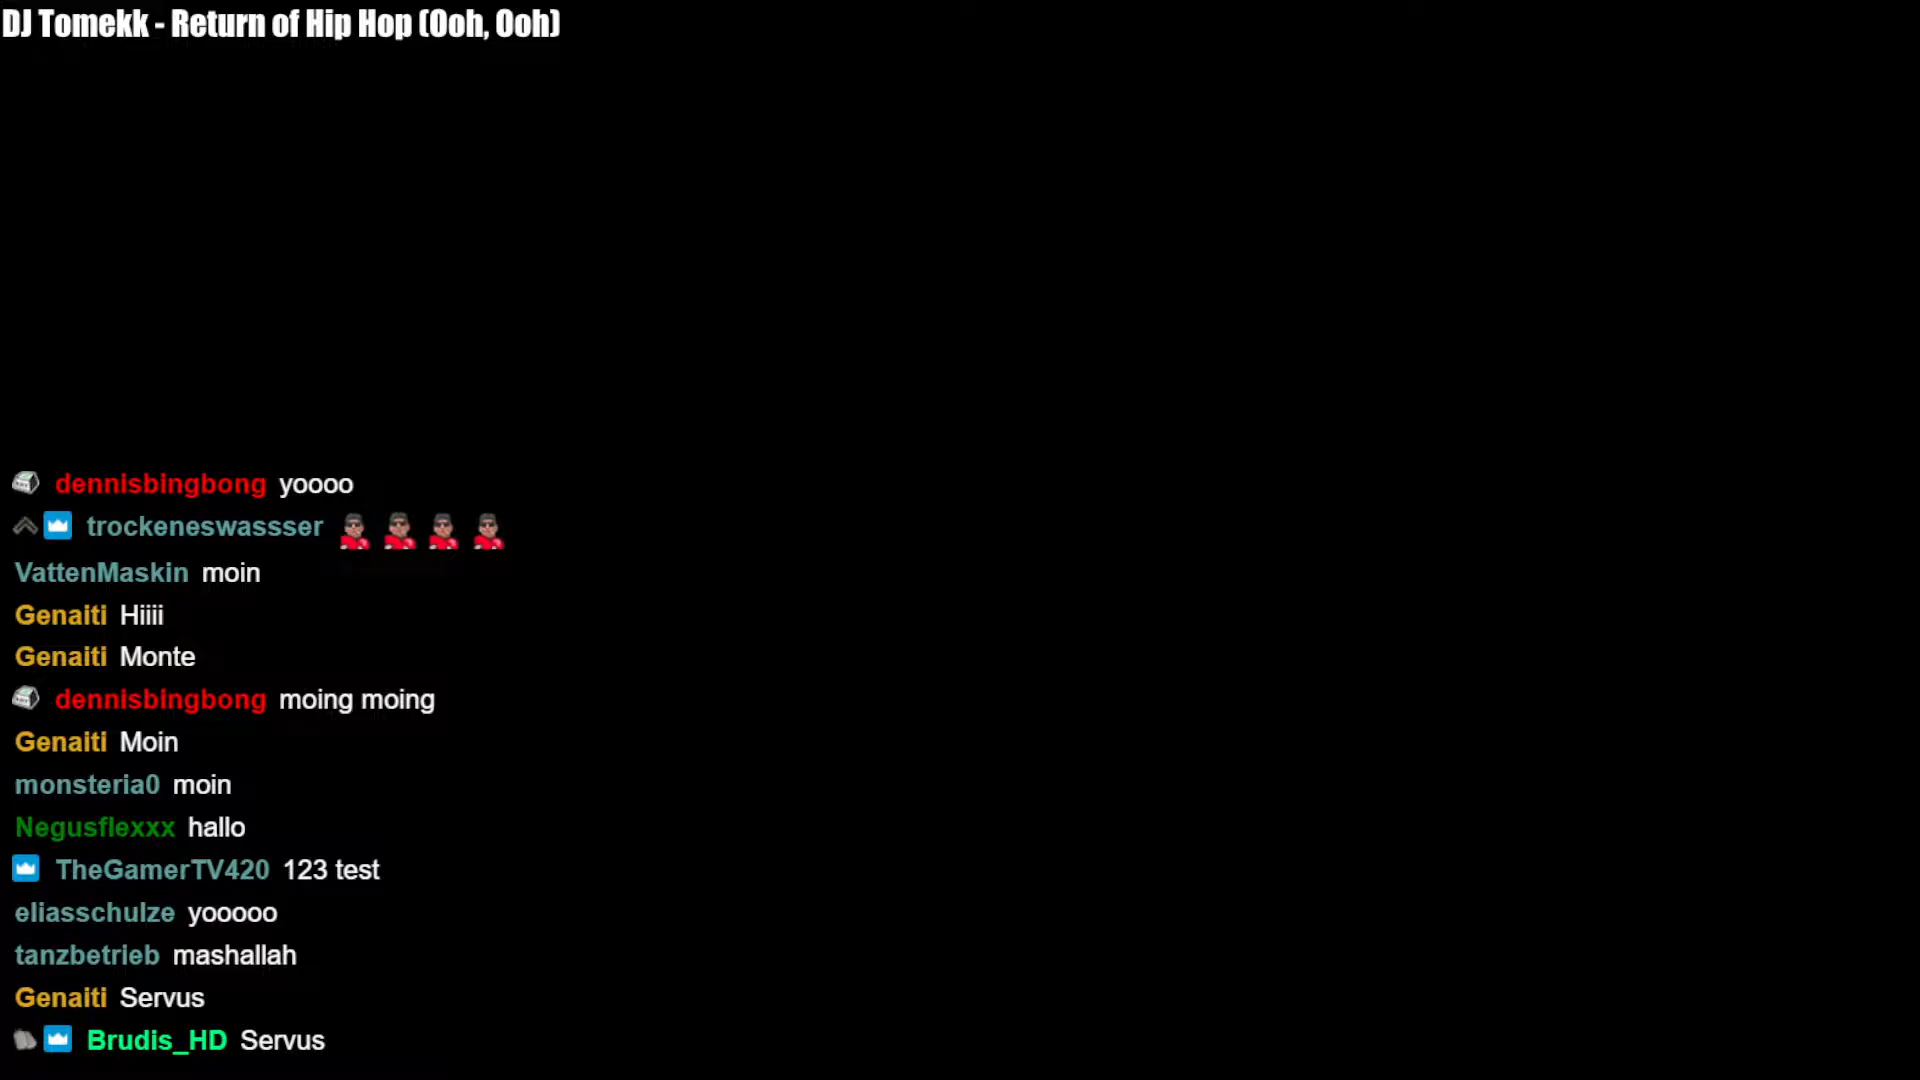 DJ Tomekk - Return of Hip Hop (Ooh, Ooh)
dennisbingbong yoooo
trockeneswassser
VattenMaskin moin
Genaiti Hiiii
Genaiti Monte
dennisbingbong moing moing
Genaiti Moin
monsteria0 moin
Negusflexxx hallo
TheGamerTV420 123 test
eliasschulze yooooo
tanzbetrieb mashallah
Genaiti Servus
Brudis_HD Servus